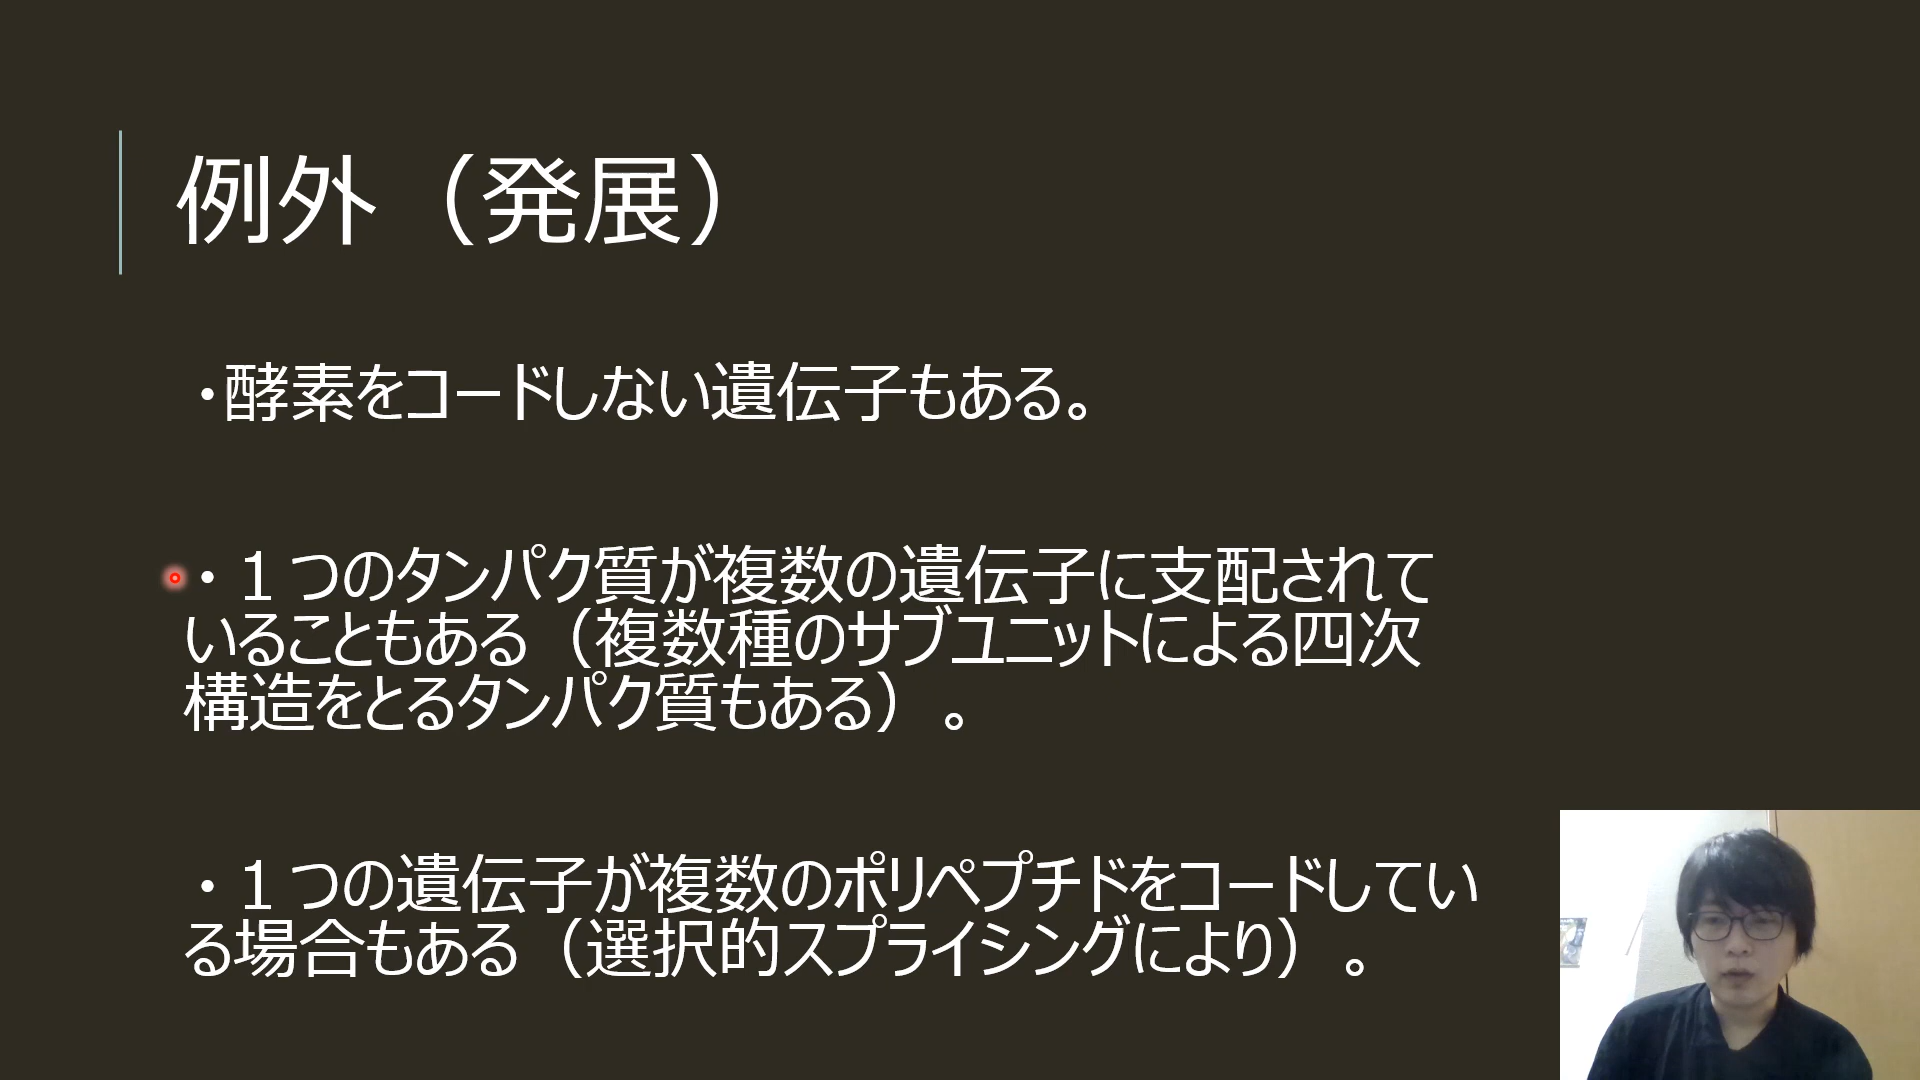 例外（発展）
・酵素をコードしない遺伝子もある。
・１つのタンパク質が複数の遺伝子に支配されて
いることもある（複数種のサブユニットによる四次
構造をとるタンパク質もある）。
・１つの遺伝子が複数のポリペプチドをコードしてい
る場合もある（選択的スプライシングにより）。